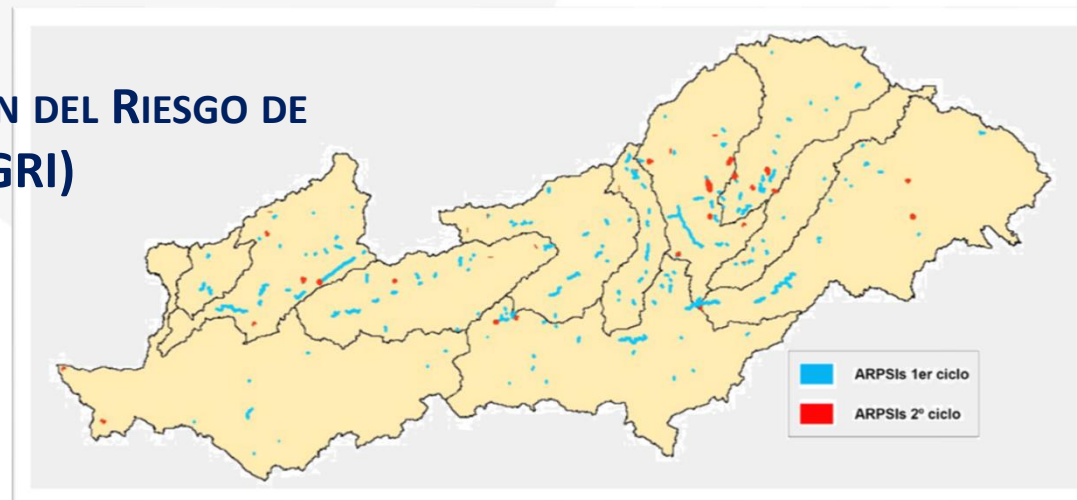 N DEL RIESGO DE
GRI)
ARPSIs 1er ciclo
ARPSIs 2º ciclo